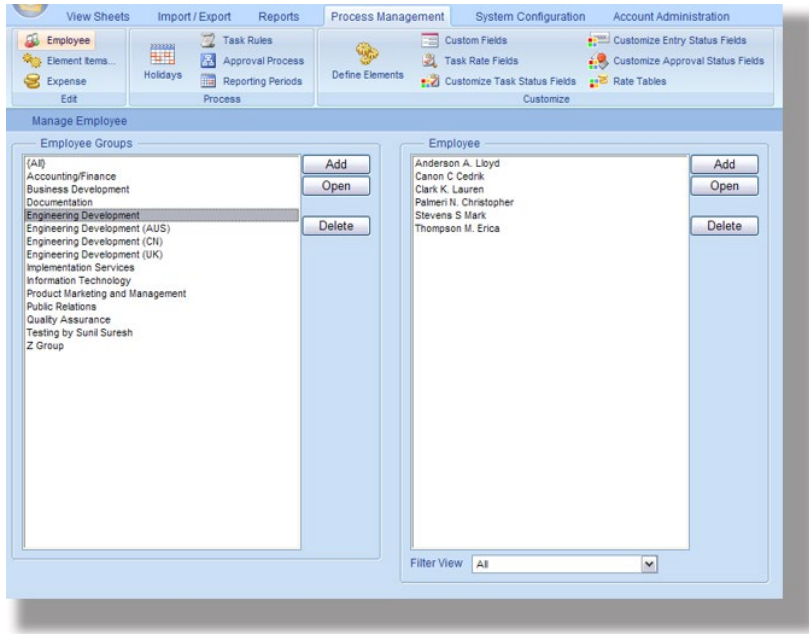 View Sheets Import / Export Reports Process Management System Configuration Account Administration
Employee
Element Items...
Expense
Edit
Holidays
Task Rules
Approval Process
Reporting Periods
Process
Define Elements
Custom Fields
Task Rate Fields
Customize Task Status Fields
Customize Entry Status Fields
Customize Approval Status Fields
Rate Tables
Customize
Manage Employee
Employee Groups
{All}
Accounting/Finance
Business Development
Documentation
Engineering Development
Engineering Development (AUS)
Engineering Development (CN)
Engineering Development (UK)
Implementation Services
Information Technology
Product Marketing and Management
Public Relations
Quality Assurance
Testing by Sunil Suresh
Z Group
Add
Open
Delete
Employee
Anderson A. Lloyd
Canon C Cedrik
Clark K. Lauren
Palmeri N. Christopher
Stevens S Mark
Thompson M. Erica
Add
Open
Delete
Filter View All